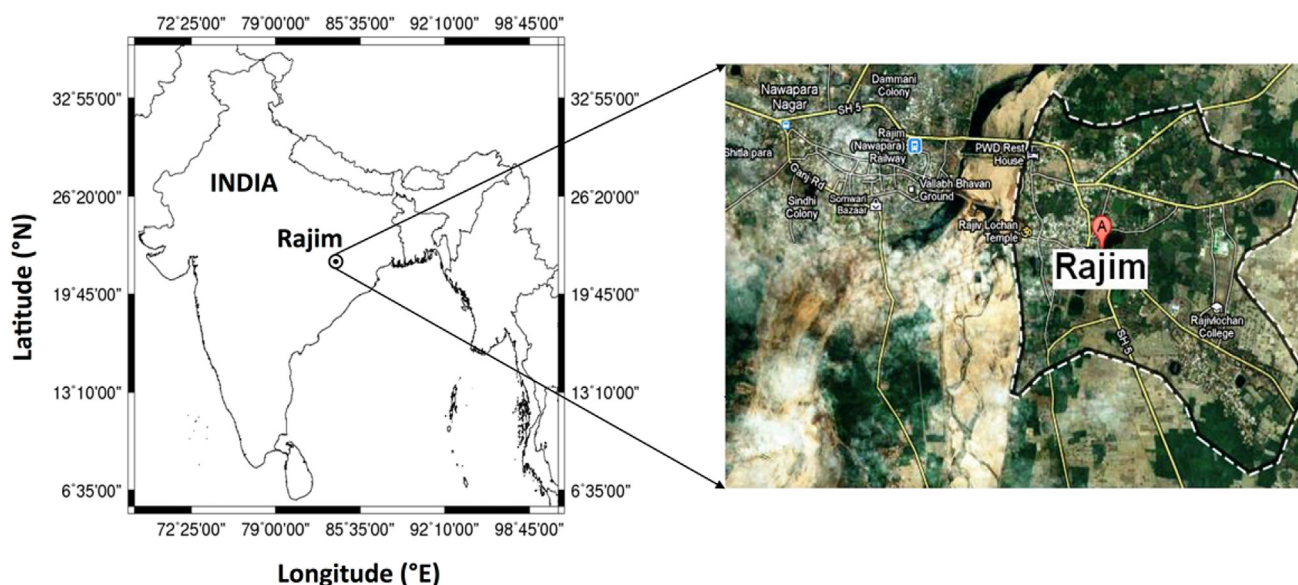 72°25'00" 79°00'00" 85°35'00" 92°10'00" 98°45'00"
32°55'00"
26°20'00"
19°45'00"
13°10'00"
6°35'00"
Latitude (°N)
INDIA
Rajim
32°55'00"
26°20'00"
19°45'00"
13°10'00"
6°35'00"
72°25'00" 79°00'00" 85°35'00" 92°10'00" 98°45'00"
Longitude (°E)
Dammani
Colony
Nawapara
Nagar
SH 5
Rajim
(Nawapara)
Railway
PWD Rest
House
Shitla para
Ganj Rd
Vallabh Bhavan
Ground
Sindhi
Colony
Somwari
Bazaar
Rajiv Lochan
Temple
A
Rajim
Rajivlochan
College
SH 5